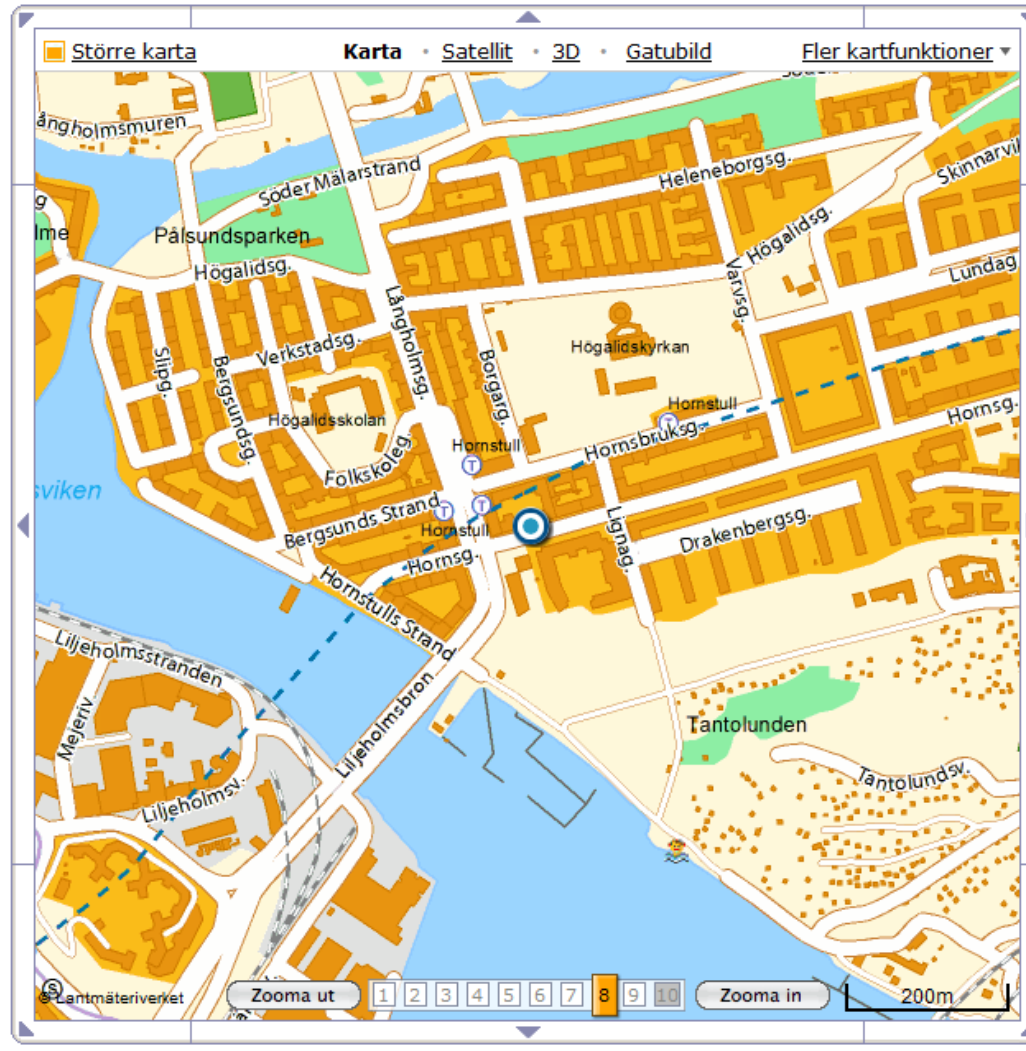 Större karta
Karta • Satellit • 3D • Gatubild
Fler kartfunktioner
ångholmsmuren
Heleneborgsg.
Skinnarvi
Söder Mälarstrand
g
lme
Pålsundsparken
Högalidsg.
Högalidsg.
Lundag
Varvsg.
Långholmsg.
Verkstadsg.
Slipg.
Bergsundsg.
Borgarg.
Högalidskyrkan
Högalidsskolan
Hornstull
T
Hornsg.
Hornsbruksg.
Hornstull
T
Folkskoleg.
sviken
Bergsunds Strand
T
T
Hornstull
Lignag.
Drakenbergsg.
Hornsg.
Hornstulls Strand
Liljeholmsstranden
Mejeriv.
Liljeholmsbron
Tantolunden
Tantolundsv.
Liljeholmsv.
S
© Lantmäteriverket
Zooma ut
1 2 3 4 5 6 7 8 9 10
Zooma in
200m